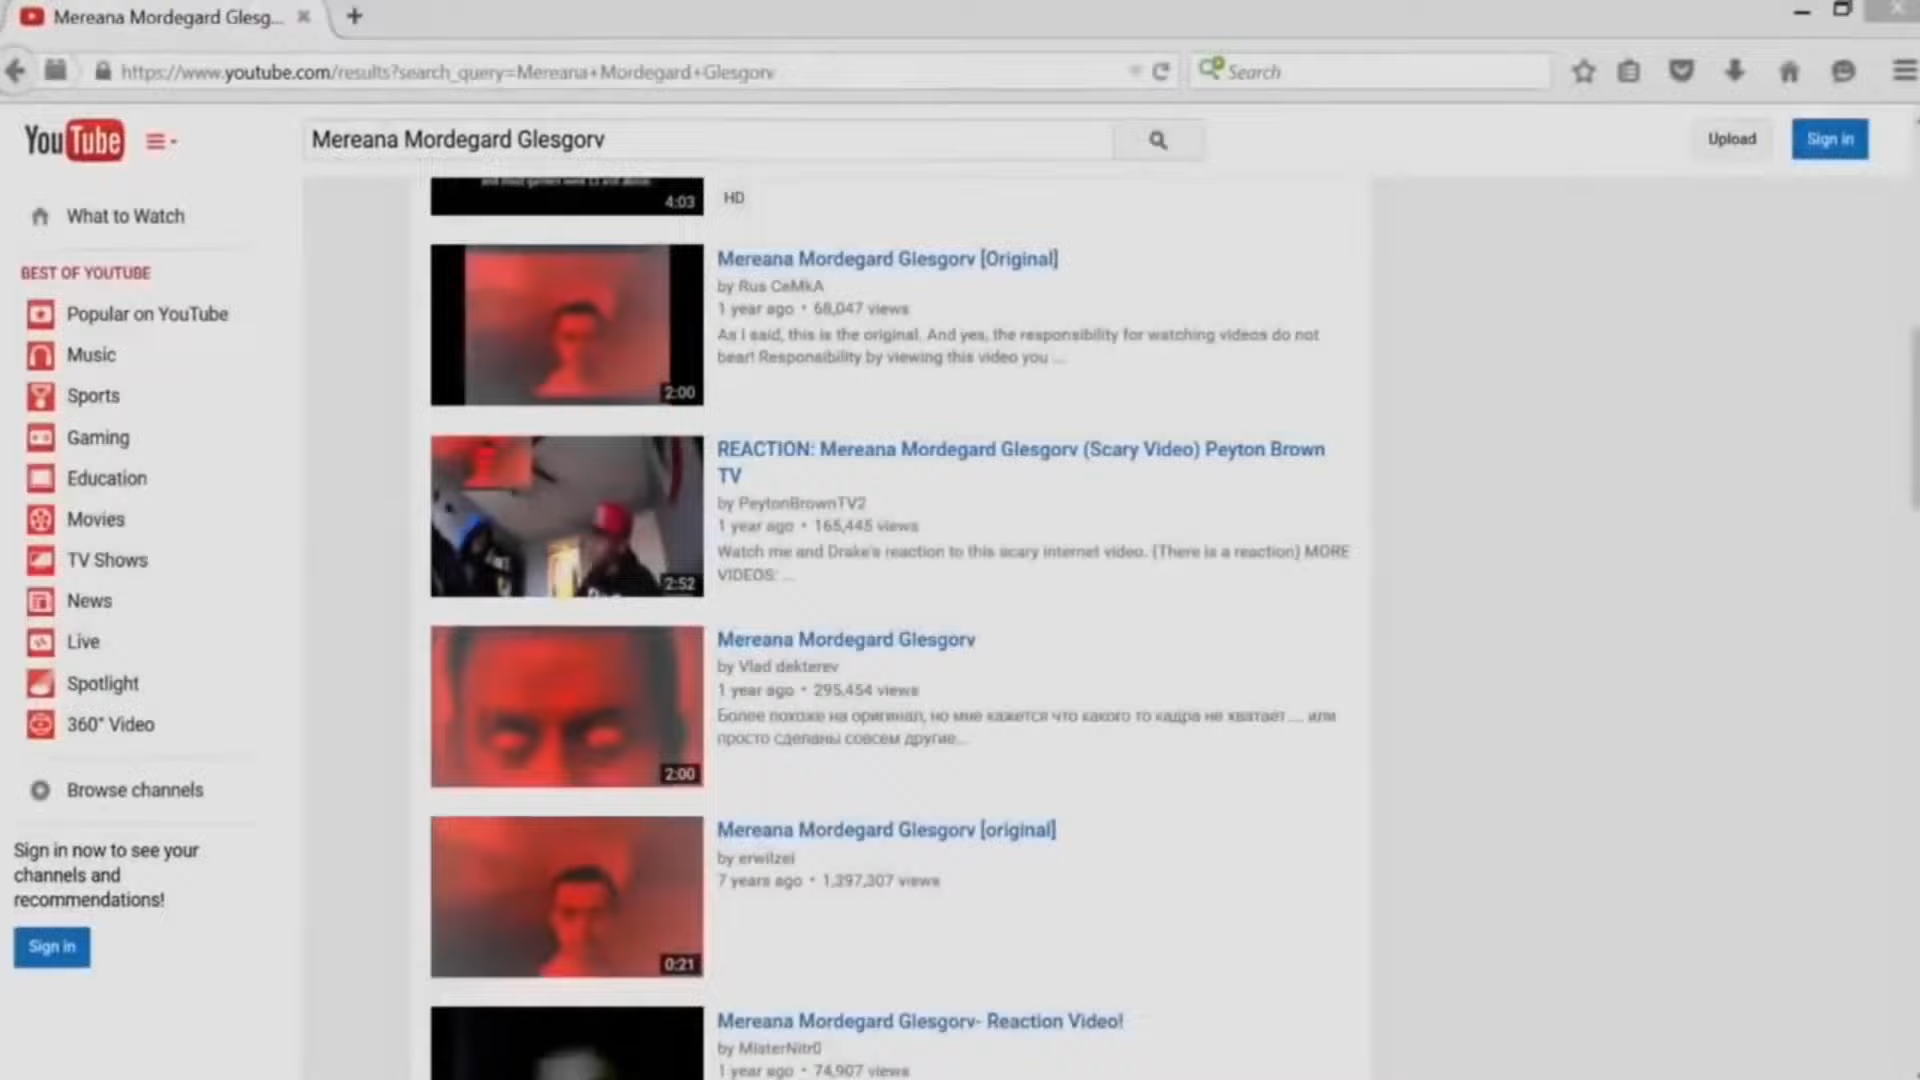 Mereana Mordegard Glesg...
https://www.youtube.com/results?search_query=Mereana+Mordegard+Glesgorv
Search
YouTube
Mereana Mordegard Glesgorv
Upload
Sign in
What to Watch
BEST OF YOUTUBE
Popular on YouTube
Music
Sports
Gaming
Education
Movies
TV Shows
News
Live
Spotlight
360° Video
Browse channels
Sign in now to see your
channels and
recommendations!
Sign in
4:03
HD
2:00
Mereana Mordegard Glesgorv [Original]
by Rus CeMkA
1 year ago • 68,047 views
As I said, this is the original. And yes, the responsibility for watching videos do not
bear! Responsibility by viewing this video you ...
2:52
REACTION: Mereana Mordegard Glesgorv (Scary Video) Peyton Brown
TV
by PeytonBrownTV2
1 year ago • 165,445 views
Watch me and Drake's reaction to this scary internet video. (There is a reaction) MORE
VIDEOS: ...
2:00
Mereana Mordegard Glesgorv
by Vlad dekterev
1 year ago • 295,454 views
Более похоже на оригинал, но мне кажется что какого то кадра не хватает.... или
просто сделаны совсем другие...
0:21
Mereana Mordegard Glesgorv [original]
by erwilzei
7 years ago • 1,297,307 views
Mereana Mordegard Glesgorv- Reaction Video!
by MisterNitr0
1 year ago • 74,907 views